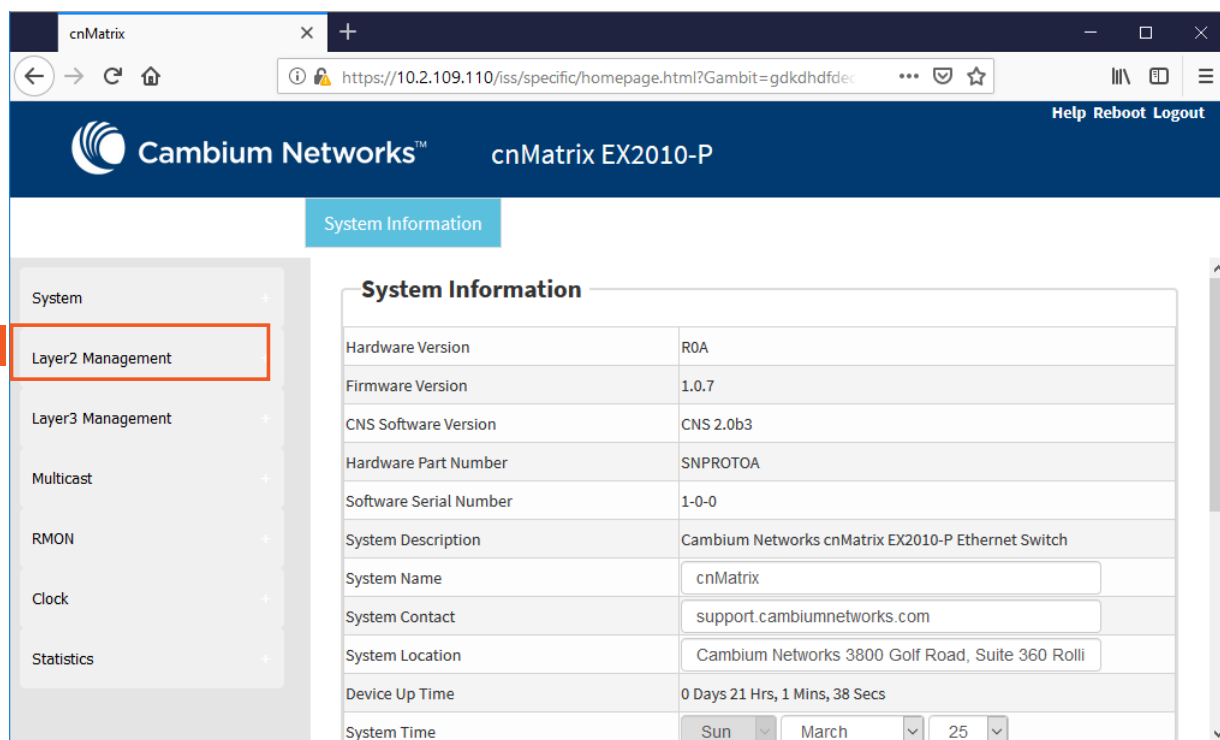 cnMatrix
https://10.2.109.110/iss/specific/homepage.html?Gambit=gdkdhdfdec
Help Reboot Logout
Cambium Networks™ cnMatrix EX2010-P
System Information
System
Layer2 Management
Layer3 Management
Multicast
RMON
Clock
Statistics
System Information
Hardware Version R0A
Firmware Version 1.0.7
CNS Software Version CNS 2.0b3
Hardware Part Number SNPROTOA
Software Serial Number 1-0-0
System Description Cambium Networks cnMatrix EX2010-P Ethernet Switch
System Name cnMatrix
System Contact support.cambiumnetworks.com
System Location Cambium Networks 3800 Golf Road, Suite 360 Rolli
Device Up Time 0 Days 21 Hrs, 1 Mins, 38 Secs
System Time Sun March 25